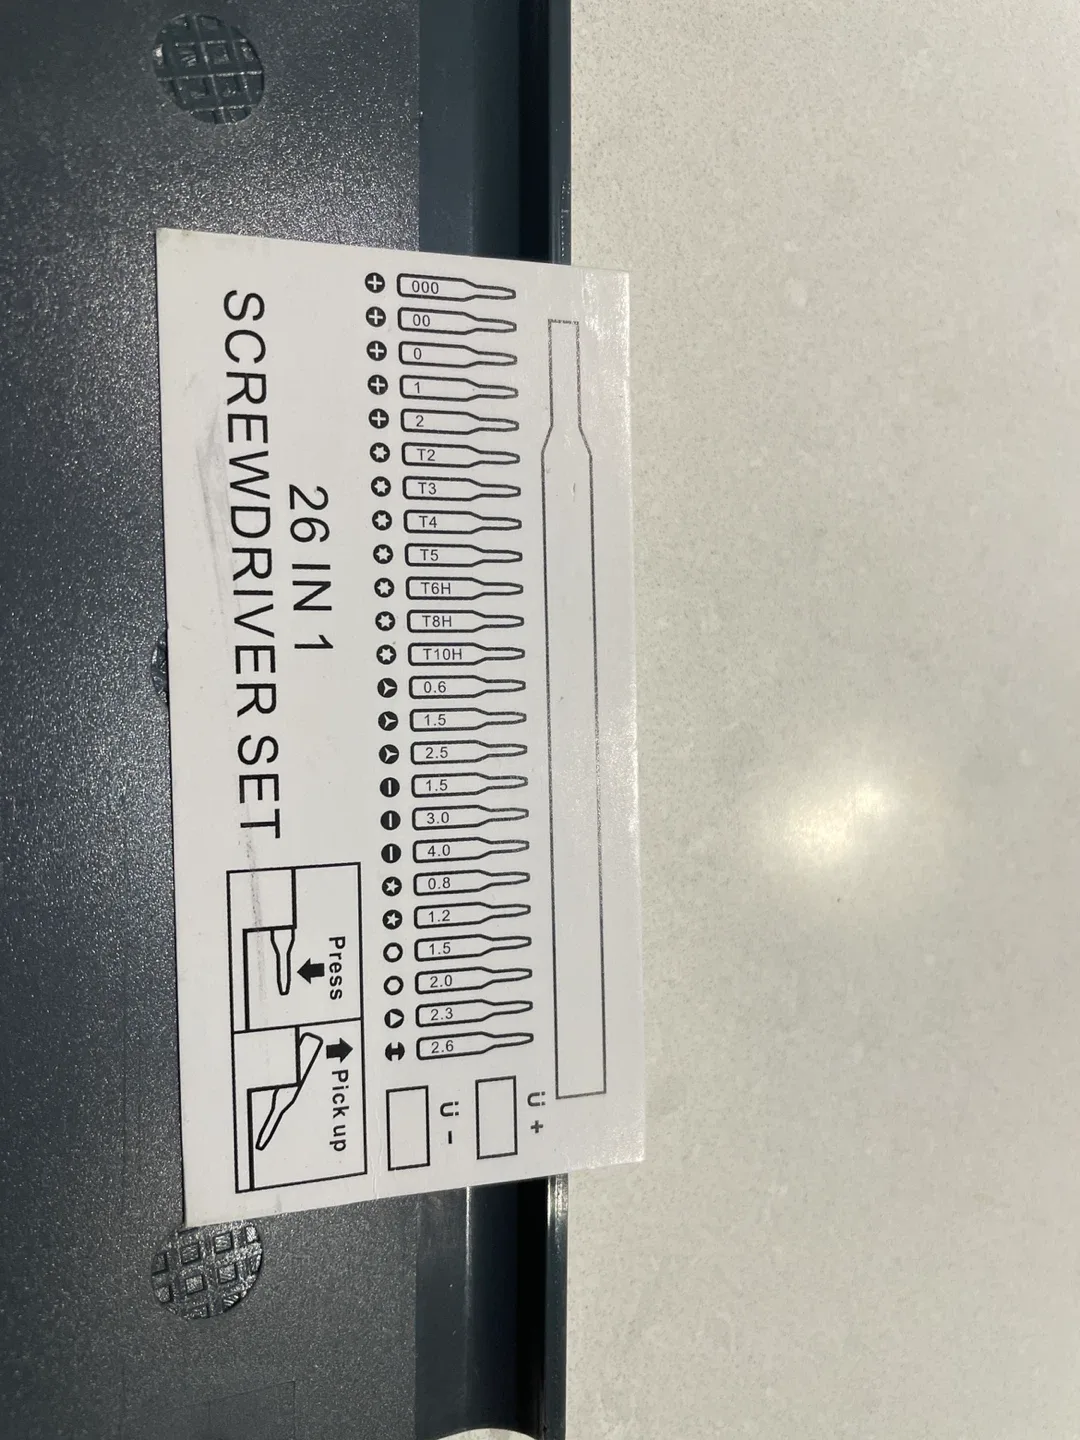 26 IN 1
SCREWDRIVER SET
000
00
0
1
2
T2
T3
T4
T5
T6H
T8H
T10H
0.6
1.5
2.5
1.5
3.0
4.0
0.8
1.2
1.5
2.0
2.3
2.6
Ü +
Ü -
Press
Pick up